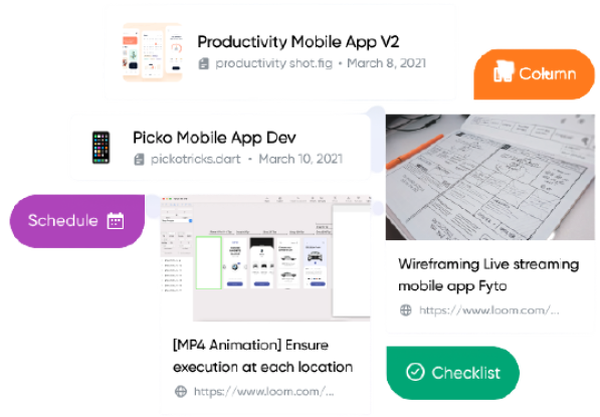 Productivity Mobile App V2
productivity shot.fig • March 8, 2021
Column
Picko Mobile App Dev
pickotricks.dart • March 10, 2021
Schedule
Wireframing Live streaming
mobile app Fyto
https://www.loom.com/...
[MP4 Animation] Ensure
execution at each location
https://www.loom.com/...
Checklist